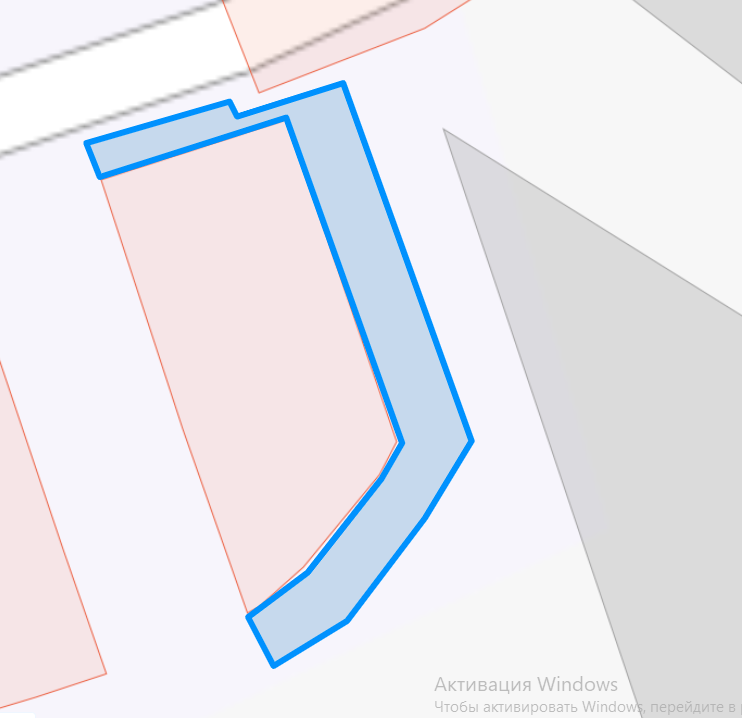 Активация Windows
Чтобы активировать Windows, перейдите в